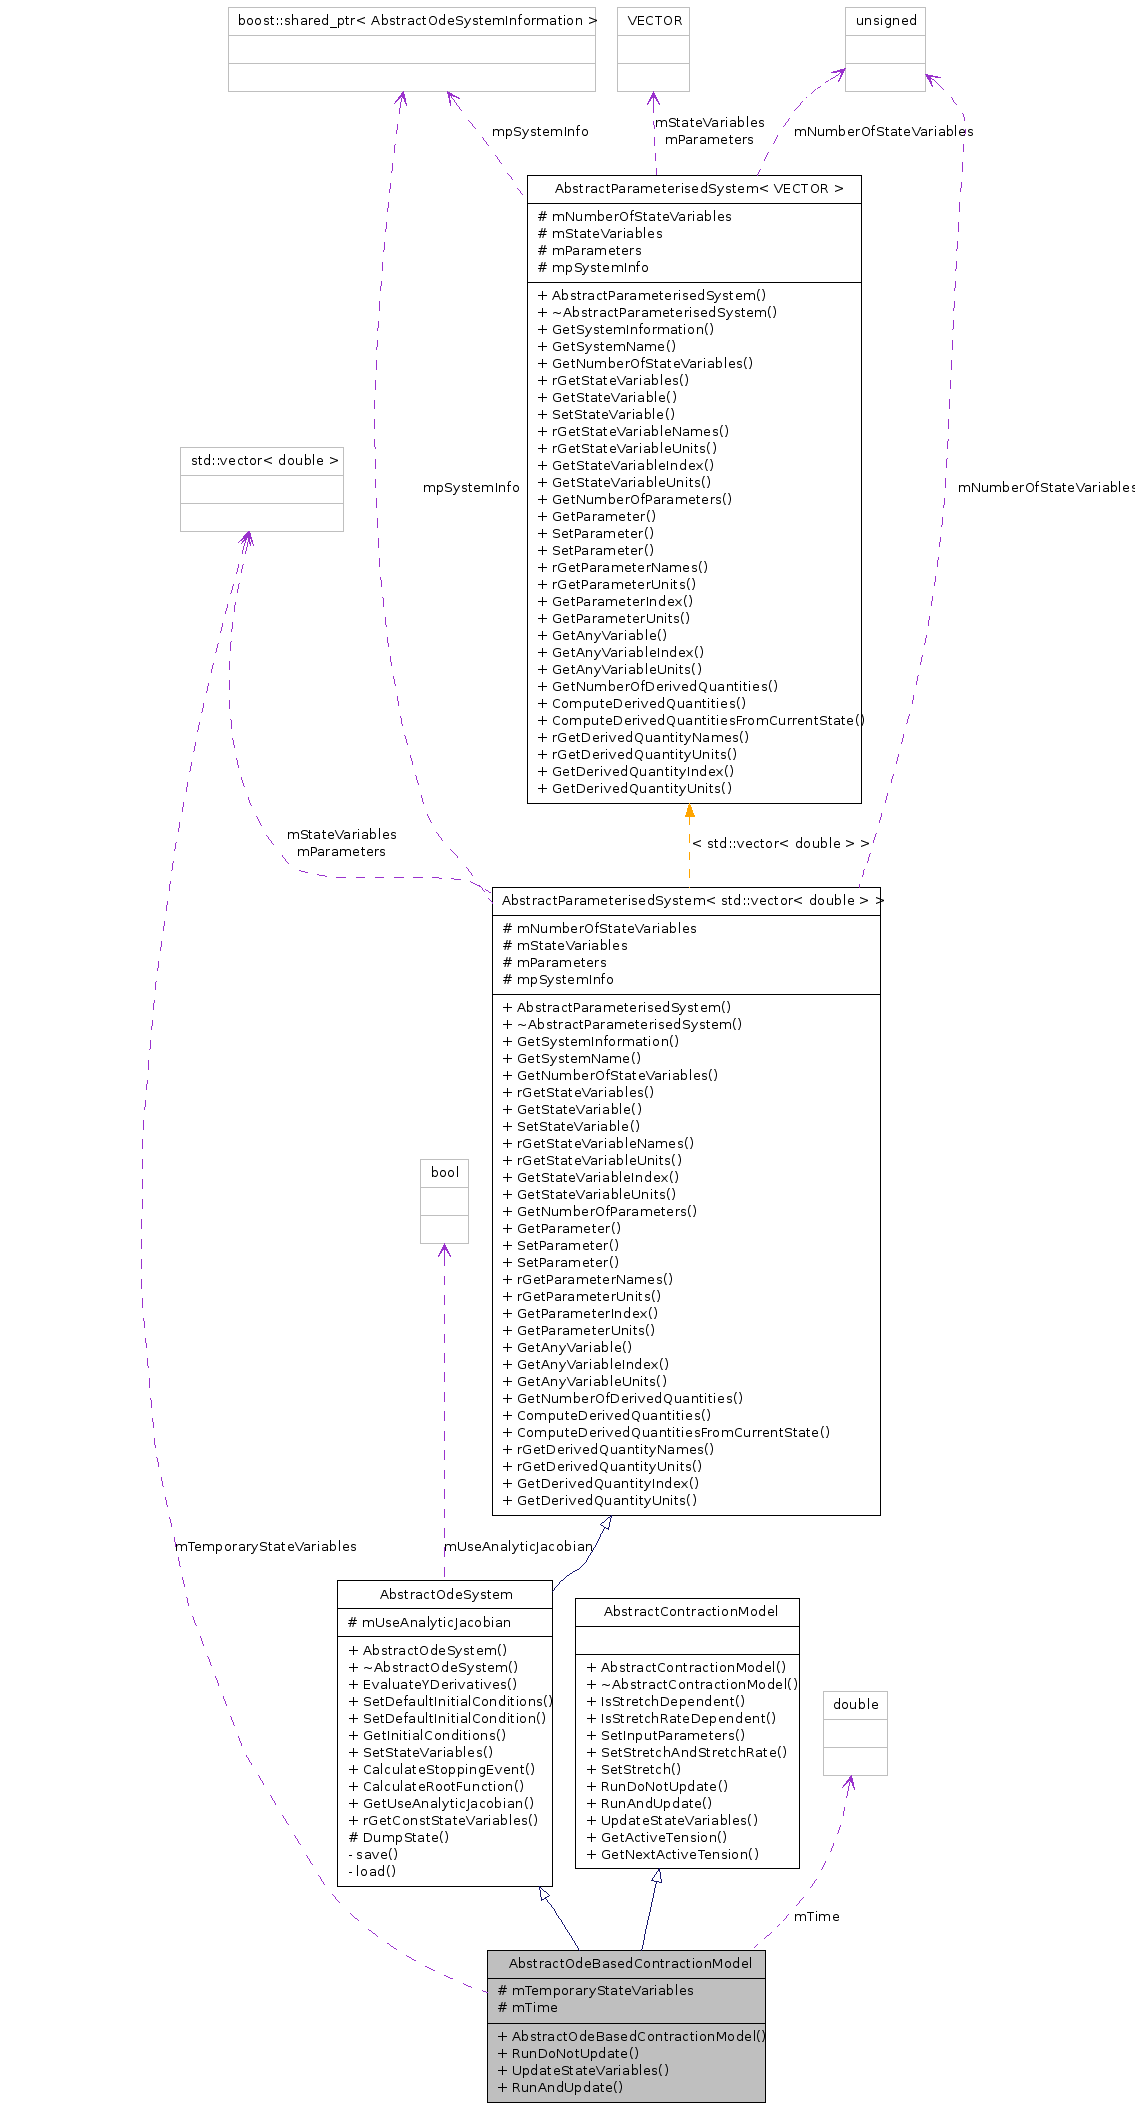 boost::shared_ptr< AbstractOdeSystemInformation >
VECTOR
unsigned
mpSystemInfo
mStateVariables
mParameters
mNumberOfStateVariables
AbstractParameterisedSystem< VECTOR >
# mNumberOfStateVariables
# mStateVariables
# mParameters
# mpSystemInfo
+ AbstractParameterisedSystem()
+ ~AbstractParameterisedSystem()
+ GetSystemInformation()
+ GetSystemName()
+ GetNumberOfStateVariables()
+ rGetStateVariables()
+ GetStateVariable()
+ SetStateVariable()
+ rGetStateVariableNames()
+ rGetStateVariableUnits()
+ GetStateVariableIndex()
+ GetStateVariableUnits()
+ GetNumberOfParameters()
+ GetParameter()
+ SetParameter()
+ SetParameter()
+ rGetParameterNames()
+ rGetParameterUnits()
+ GetParameterIndex()
+ GetParameterUnits()
+ GetAnyVariable()
+ GetAnyVariableIndex()
+ GetAnyVariableUnits()
+ GetNumberOfDerivedQuantities()
+ ComputeDerivedQuantities()
+ ComputeDerivedQuantitiesFromCurrentState()
+ rGetDerivedQuantityNames()
+ rGetDerivedQuantityUnits()
+ GetDerivedQuantityIndex()
+ GetDerivedQuantityUnits()
std::vector< double >
mpSystemInfo
mNumberOfStateVariables
mStateVariables
mParameters
< std::vector< double > >
AbstractParameterisedSystem< std::vector< double > >
# mNumberOfStateVariables
# mStateVariables
# mParameters
# mpSystemInfo
+ AbstractParameterisedSystem()
+ ~AbstractParameterisedSystem()
+ GetSystemInformation()
+ GetSystemName()
+ GetNumberOfStateVariables()
+ rGetStateVariables()
+ GetStateVariable()
+ SetStateVariable()
+ rGetStateVariableNames()
+ rGetStateVariableUnits()
+ GetStateVariableIndex()
+ GetStateVariableUnits()
+ GetNumberOfParameters()
+ GetParameter()
+ SetParameter()
+ SetParameter()
+ rGetParameterNames()
+ rGetParameterUnits()
+ GetParameterIndex()
+ GetParameterUnits()
+ GetAnyVariable()
+ GetAnyVariableIndex()
+ GetAnyVariableUnits()
+ GetNumberOfDerivedQuantities()
+ ComputeDerivedQuantities()
+ ComputeDerivedQuantitiesFromCurrentState()
+ rGetDerivedQuantityNames()
+ rGetDerivedQuantityUnits()
+ GetDerivedQuantityIndex()
+ GetDerivedQuantityUnits()
bool
mTemporaryStateVariables
mUseAnalyticJacobian
AbstractOdeSystem
# mUseAnalyticJacobian
+ AbstractOdeSystem()
+ ~AbstractOdeSystem()
+ EvaluateYDerivatives()
+ SetDefaultInitialConditions()
+ SetDefaultInitialCondition()
+ GetInitialConditions()
+ SetStateVariables()
+ CalculateStoppingEvent()
+ CalculateRootFunction()
+ GetUseAnalyticJacobian()
+ rGetConstStateVariables()
# DumpState()
- save()
- load()
AbstractContractionModel
+ AbstractContractionModel()
+ ~AbstractContractionModel()
+ IsStretchDependent()
+ IsStretchRateDependent()
+ SetInputParameters()
+ SetStretchAndStretchRate()
+ SetStretch()
+ RunDoNotUpdate()
+ RunAndUpdate()
+ UpdateStateVariables()
+ GetActiveTension()
+ GetNextActiveTension()
double
mTime
AbstractOdeBasedContractionModel
# mTemporaryStateVariables
# mTime
+ AbstractOdeBasedContractionModel()
+ RunDoNotUpdate()
+ UpdateStateVariables()
+ RunAndUpdate()